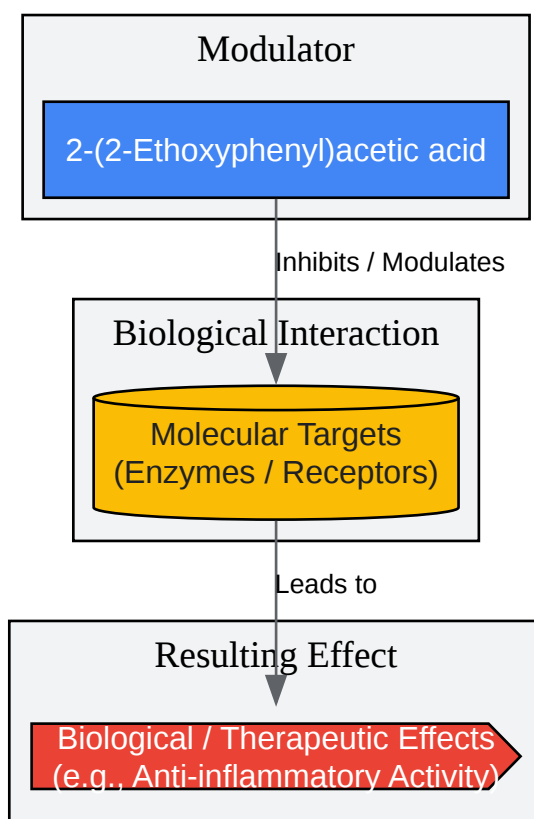 Modulator
2-(2-Ethoxyphenyl)acetic acid
Inhibits / Modulates
Biological Interaction
Molecular Targets
(Enzymes / Receptors)
Leads to
Resulting Effect
Biological / Therapeutic Effects
(e.g., Anti-inflammatory Activity)